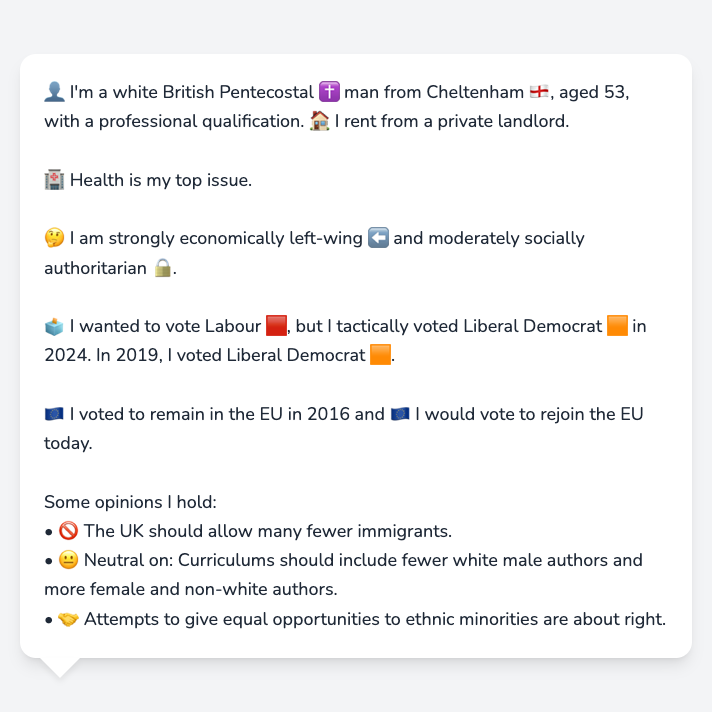 👤 I'm a white British Pentecostal ✝️ man from Cheltenham 🏴󠁧󠁢󠁥󠁮󠁧󠁿, aged 53,
with a professional qualification. 🏠 I rent from a private landlord.
🏥 Health is my top issue.
🤔 I am strongly economically left-wing ⬅️ and moderately socially
authoritarian 🔒.
🗳️ I wanted to vote Labour 🟥, but I tactically voted Liberal Democrat 🟧 in
2024. In 2019, I voted Liberal Democrat 🟧.
🇪🇺 I voted to remain in the EU in 2016 and 🇪🇺 I would vote to rejoin the EU
today.
Some opinions I hold:
• 🚫 The UK should allow many fewer immigrants.
• 😐 Neutral on: Curriculums should include fewer white male authors and
more female and non-white authors.
• 🤝 Attempts to give equal opportunities to ethnic minorities are about right.